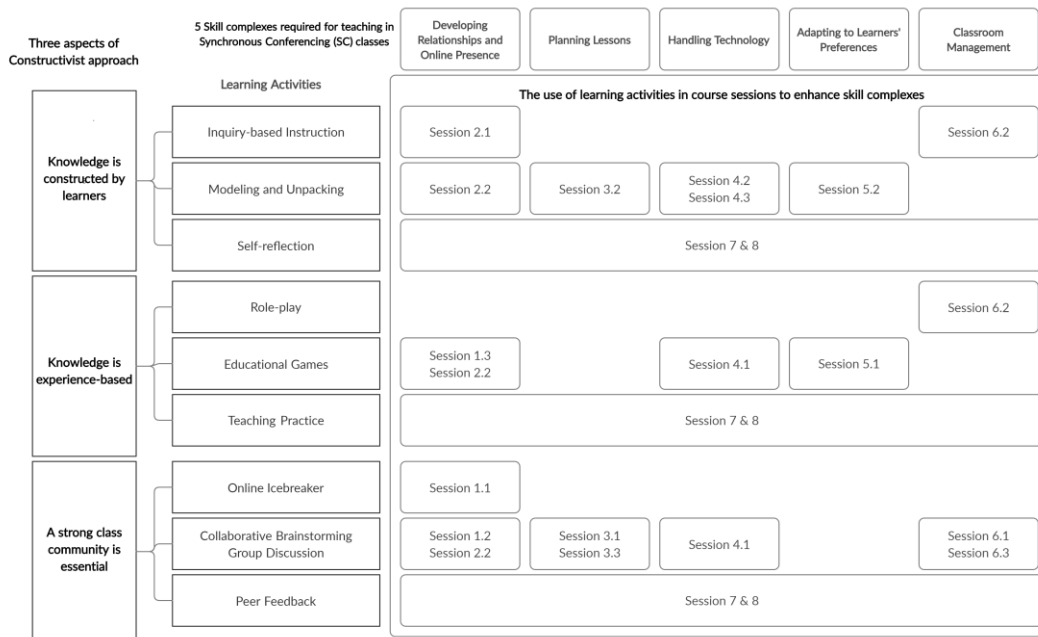 Three aspects of
Constructivist approach
5 Skill complexes required for teaching in
Synchronous Conferencing (SC) classes
Developing
Relationships and
Online Presence
Planning Lessons
Handling Technology
Adapting to Learners'
Preferences
Classroom
Management
Learning Activities
The use of learning activities in course sessions to enhance skill complexes
Knowledge is
constructed by
learners
Inquiry-based Instruction
Session 2.1
Session 6.2
Modeling and Unpacking
Session 2.2
Session 3.2
Session 4.2
Session 4.3
Session 5.2
Self-reflection
Session 7 & 8
Knowledge is
experience-based
Role-play
Session 6.2
Educational Games
Session 1.3
Session 2.2
Session 4.1
Session 5.1
Teaching Practice
Session 7 & 8
A strong class
community is
essential
Online Icebreaker
Session 1.1
Collaborative Brainstorming
Group Discussion
Session 1.2
Session 2.2
Session 3.1
Session 3.3
Session 4.1
Session 6.1
Session 6.3
Peer Feedback
Session 7 & 8